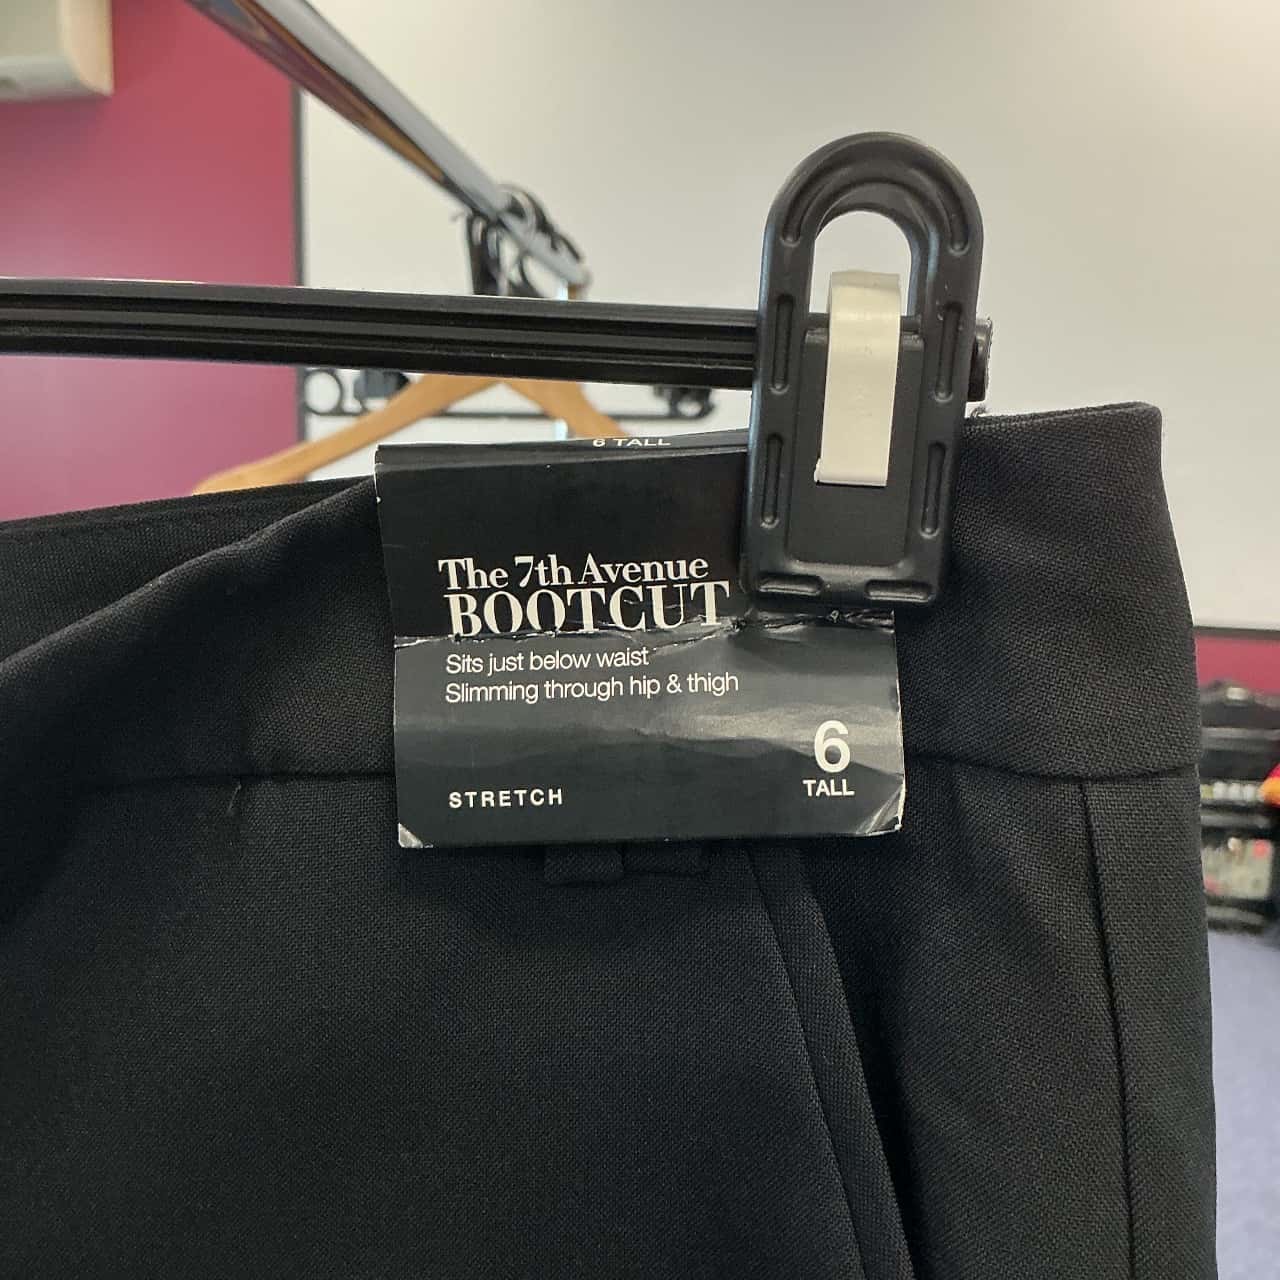 6 TALL
The 7th Avenue
BOOTCUT
Sits just below waist
Slimming through hip & thigh
6
TALL
STRETCH